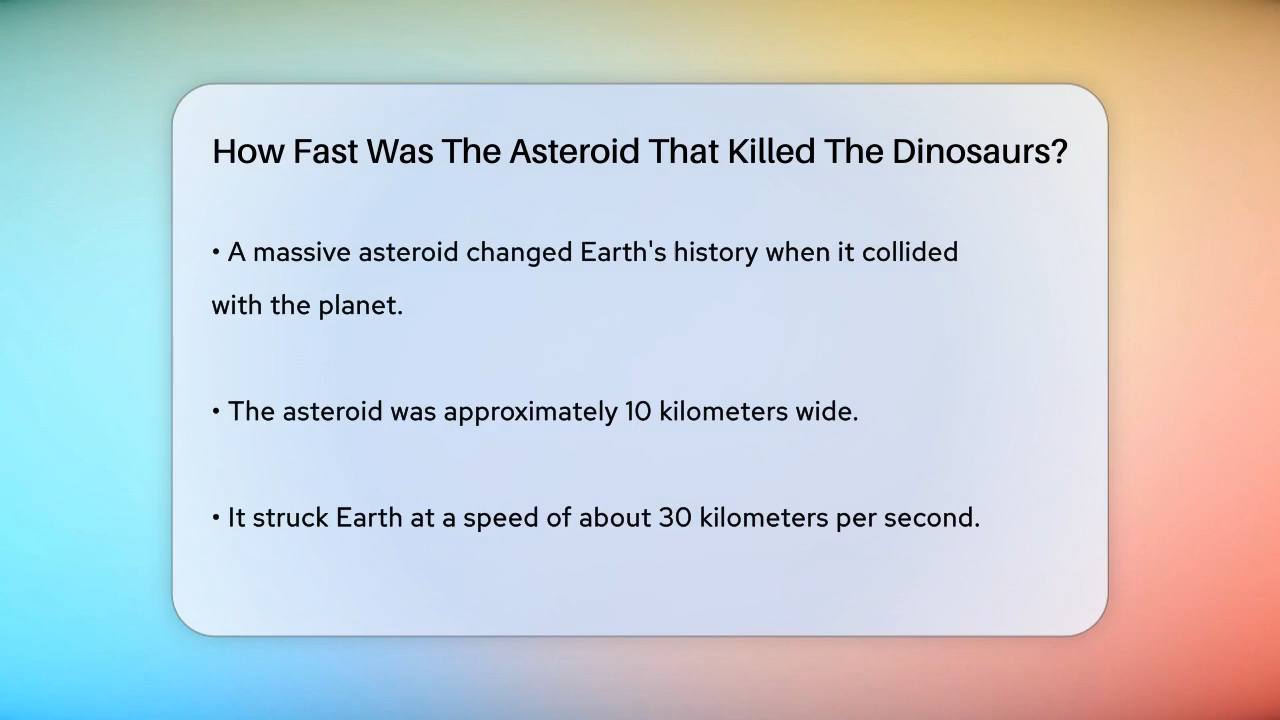 How Fast Was The Asteroid That Killed The Dinosaurs?
• A massive asteroid changed Earth's history when it collided
with the planet.
• The asteroid was approximately 10 kilometers wide.
• It struck Earth at a speed of about 30 kilometers per second.